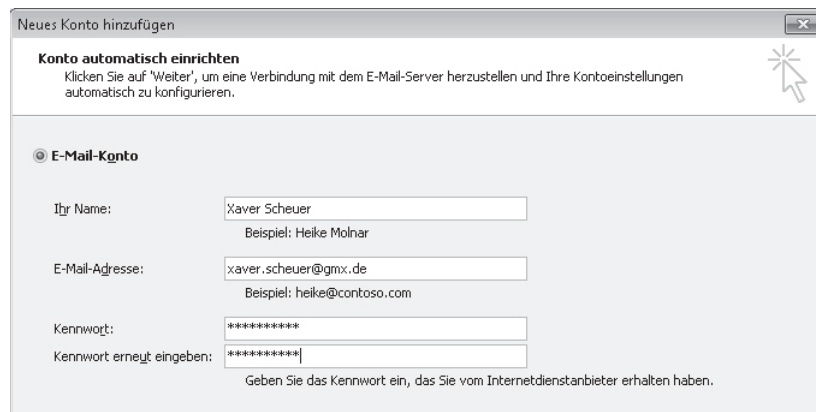 Neues Konto hinzufügen
Konto automatisch einrichten
Klicken Sie auf 'Weiter', um eine Verbindung mit dem E-Mail-Server herzustellen und Ihre Kontoeinstellungen
automatisch zu konfigurieren.
E-Mail-Konto
Ihr Name:
Xaver Scheuer
Beispiel: Heike Molnar
E-Mail-Adresse:
xaver.scheuer@gmx.de
Beispiel: heike@contoso.com
Kennwort:
**********
Kennwort erneut eingeben:
**********
Geben Sie das Kennwort ein, das Sie vom Internetdienstanbieter erhalten haben.